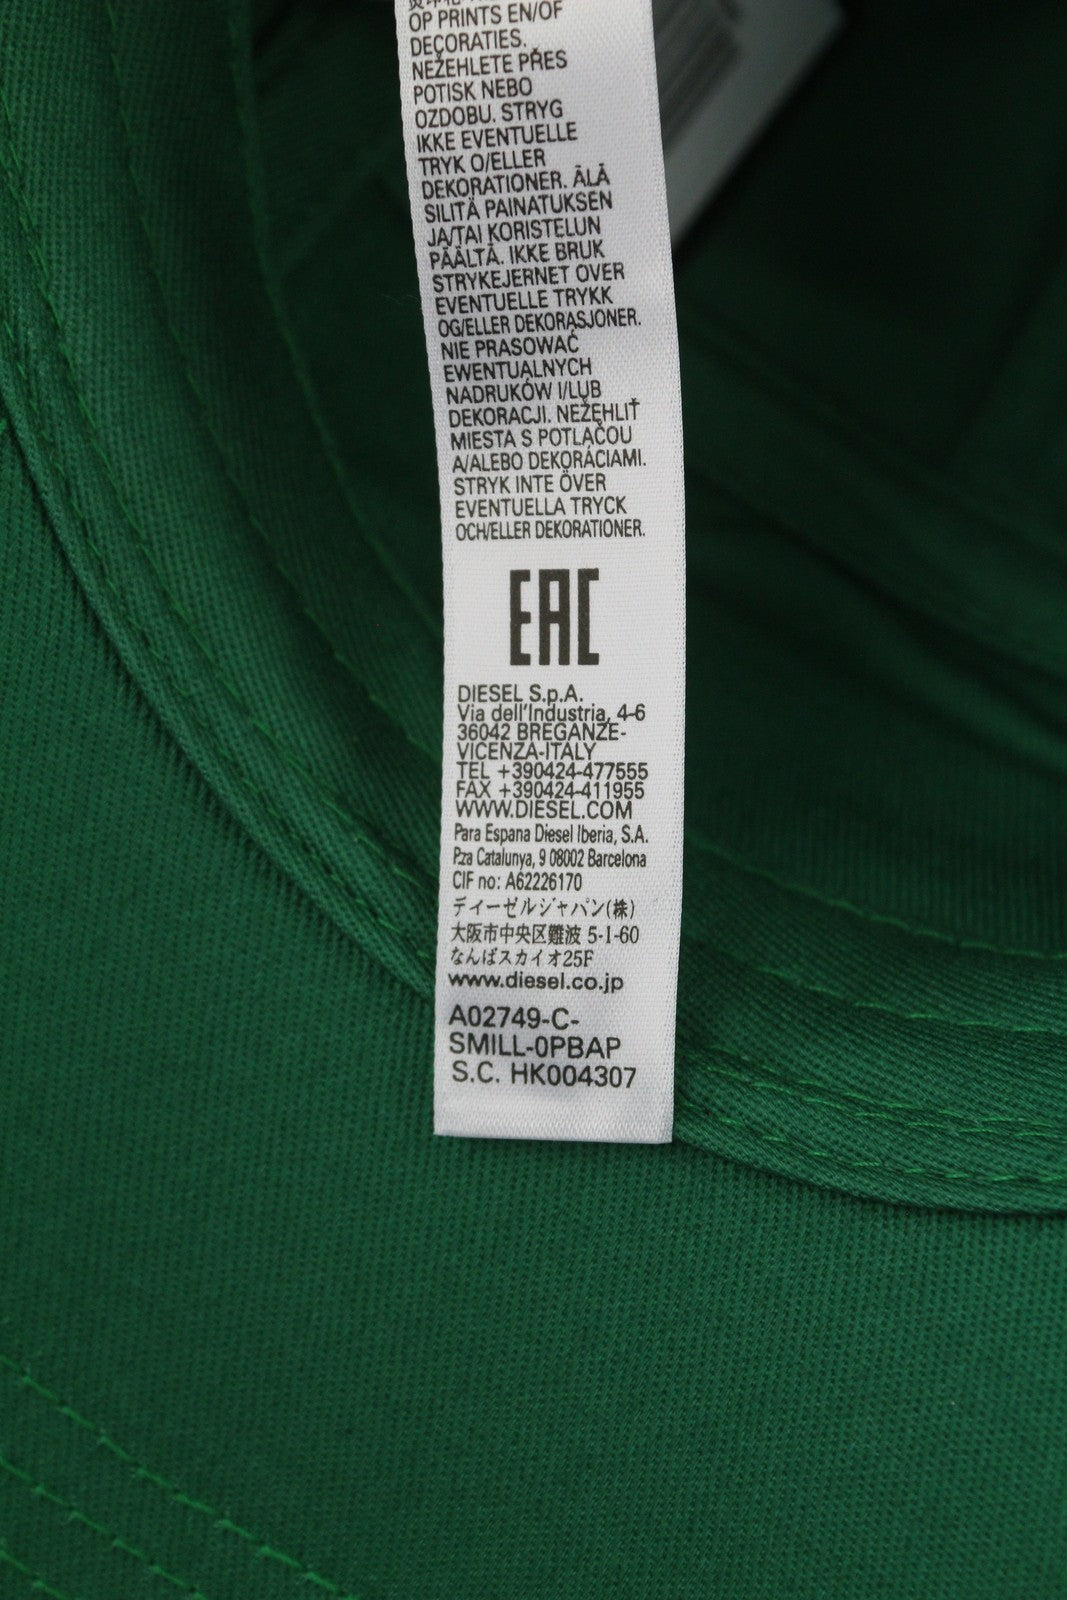 OP PRINTS EN/OF
DECORATIES.
NEŽEHLETE PŘES
POTISK NEBO
OZDOBU. STRYG
IKKE EVENTUELLE
TRYK O/ELLER
DEKORATIONER. ÄLÄ
SILITÄ PAINATUKSEN
JA/TAI KORISTELUN
PÄÄLTÄ. IKKE BRUK
STRYKEJERNET OVER
EVENTUELLE TRYKK
OG/ELLER DEKORASJONER.
NIE PRASOWAĆ
EWENTUALNYCH
NADRUKÓW I/LUB
DEKORACJI. NEŽEHLIŤ
MIESTA S POTLAČOU
A/ALEBO DEKORÁCIAMI.
STRYK INTE ÖVER
EVENTUELLA TRYCK
OCH/ELLER DEKORATIONER.
EAC
DIESEL S.p.A.
Via dell'Industria, 4-6
36042 BREGANZE-
VICENZA-ITALY
TEL +390424-477555
FAX +390424-411955
WWW.DIESEL.COM
Para Espana Diesel Iberia, S.A.
Pza Catalunya, 9 08002 Barcelona
CIF no: A62226170
ディーゼルジャパン(株)
大阪市中央区難波 5-1-60
なんばスカイオ25F
www.diesel.co.jp
A02749-C-
SMILL-0PBAP
S.C. HK004307